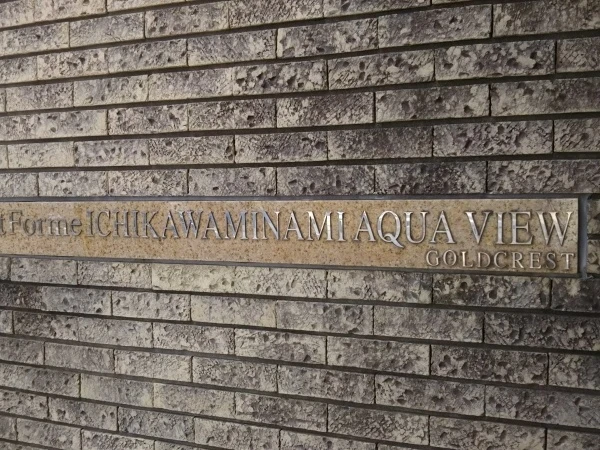 Forme ICHIKAWAMINAMI AQUA VIEW
GOLDCREST